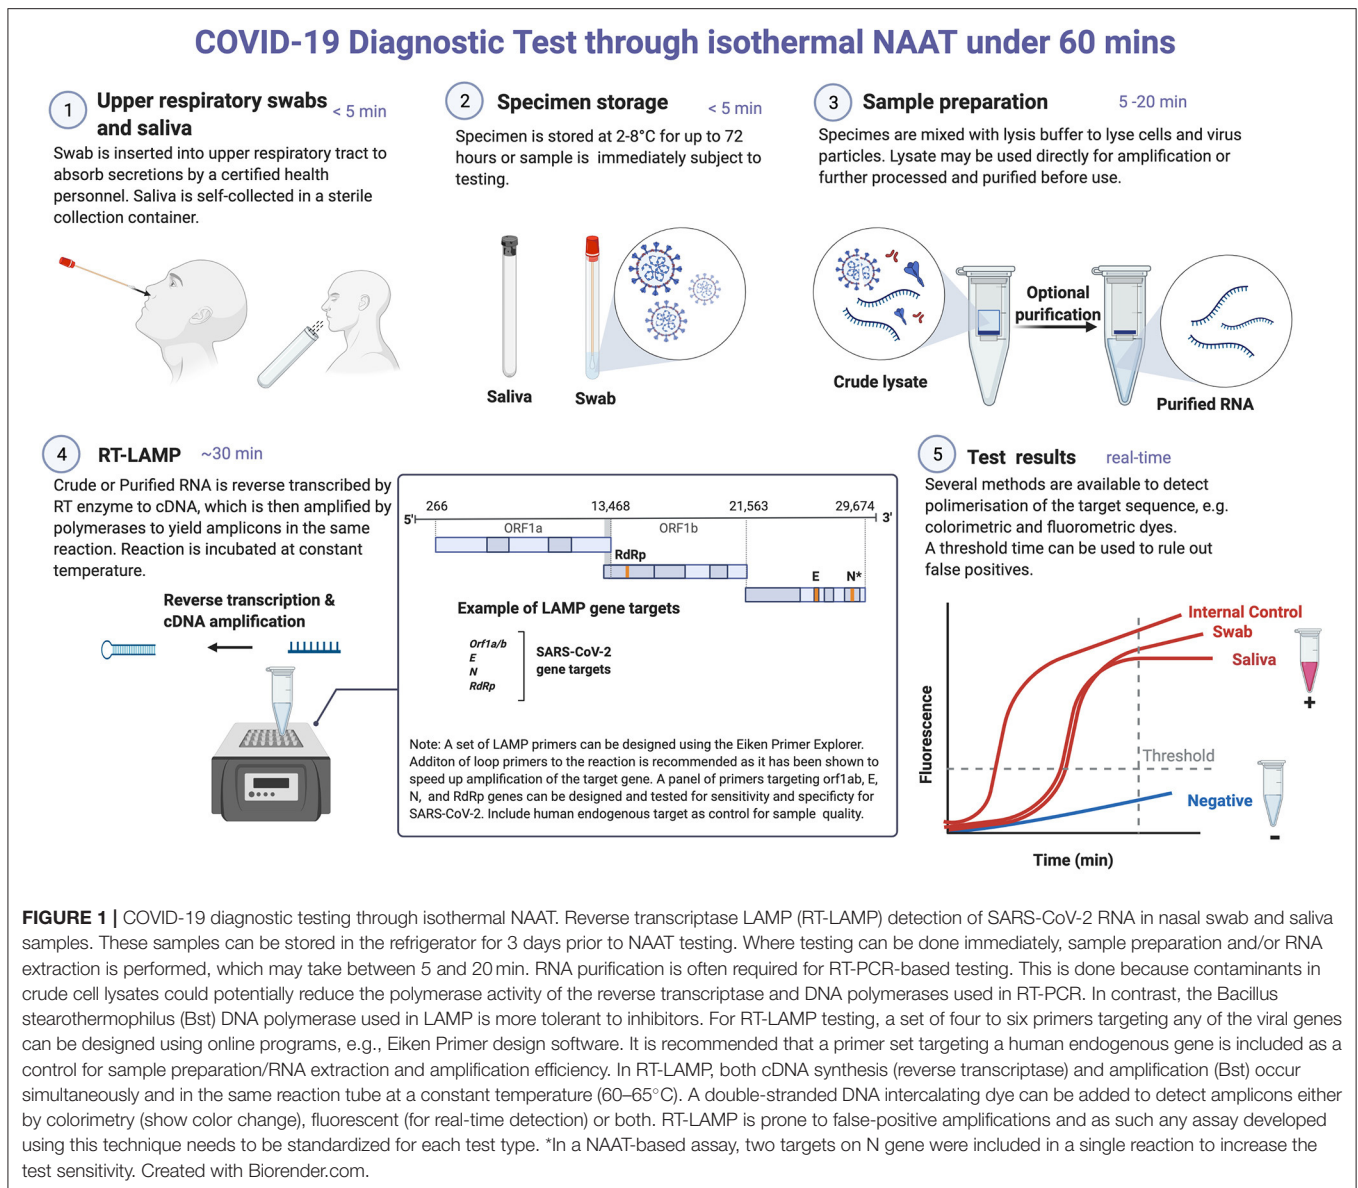 COVID-19 Diagnostic Test through isothermal NAAT under 60 mins
1
Upper respiratory swabs
and saliva
< 5 min
Swab is inserted into upper respiratory tract to
absorb secretions by a certified health
personnel. Saliva is self-collected in a sterile
collection container.
2
Specimen storage
< 5 min
Specimen is stored at 2-8°C for up to 72
hours or sample is immediately subject to
testing.
Saliva
Swab
3
Sample preparation
5 -20 min
Specimes are mixed with lysis buffer to lyse cells and virus
particles. Lysate may be used directly for amplification or
further processed and purified before use.
Optional
purification
Crude lysate
Purified RNA
4
RT-LAMP
~30 min
Crude or Purified RNA is reverse transcribed by
RT enzyme to cDNA, which is then amplified by
polymerases to yield amplicons in the same
reaction. Reaction is incubated at constant
temperature.
Reverse transcription &
cDNA amplification
266
13,468
21,563
29,674
5'
3'
ORF1a
ORF1b
RdRp
E
N*
Example of LAMP gene targets
Orf1a/b
E
N
RdRp
SARS-CoV-2
gene targets
Note: A set of LAMP primers can be designed using the Eiken Primer Explorer.
Additon of loop primers to the reaction is recommended as it has been shown to
speed up amplification of the target gene. A panel of primers targeting orf1ab, E,
N, and RdRp genes can be designed and tested for sensitivity and specificty for
SARS-CoV-2. Include human endogenous target as control for sample quality.
5
Test results
real-time
Several methods are available to detect
polimerisation of the target sequence, e.g.
colorimetric and fluorometric dyes.
A threshold time can be used to rule out
false positives.
Internal Control
Swab
Saliva
+
Threshold
Negative
-
Fluorescence
Time (min)
FIGURE 1 | COVID-19 diagnostic testing through isothermal NAAT. Reverse transcriptase LAMP (RT-LAMP) detection of SARS-CoV-2 RNA in nasal swab and saliva
samples. These samples can be stored in the refrigerator for 3 days prior to NAAT testing. Where testing can be done immediately, sample preparation and/or RNA
extraction is performed, which may take between 5 and 20 min. RNA purification is often required for RT-PCR-based testing. This is done because contaminants in
crude cell lysates could potentially reduce the polymerase activity of the reverse transcriptase and DNA polymerases used in RT-PCR. In contrast, the Bacillus
stearothermophilus (Bst) DNA polymerase used in LAMP is more tolerant to inhibitors. For RT-LAMP testing, a set of four to six primers targeting any of the viral genes
can be designed using online programs, e.g., Eiken Primer design software. It is recommended that a primer set targeting a human endogenous gene is included as a
control for sample preparation/RNA extraction and amplification efficiency. In RT-LAMP, both cDNA synthesis (reverse transcriptase) and amplification (Bst) occur
simultaneously and in the same reaction tube at a constant temperature (60–65°C). A double-stranded DNA intercalating dye can be added to detect amplicons either
by colorimetry (show color change), fluorescent (for real-time detection) or both. RT-LAMP is prone to false-positive amplifications and as such any assay developed
using this technique needs to be standardized for each test type. *In a NAAT-based assay, two targets on N gene were included in a single reaction to increase the
test sensitivity. Created with Biorender.com.